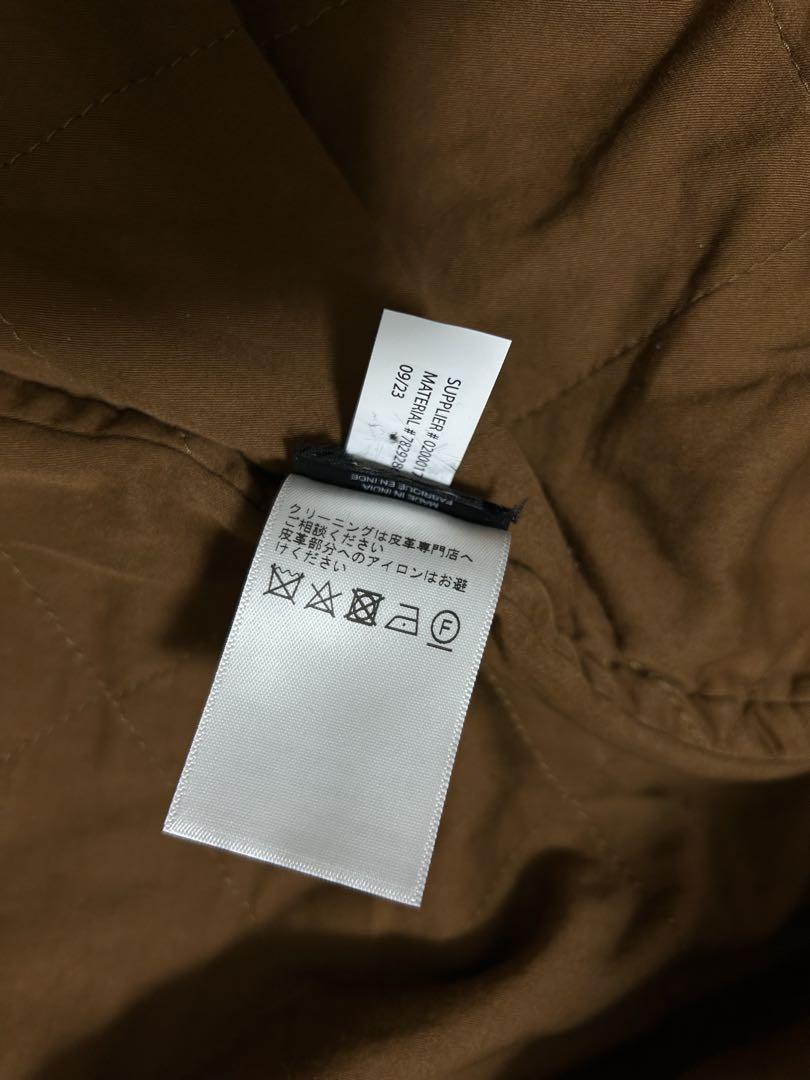 SUPPLIER # 020001
MATERIAL # 78292
09/23
MADE IN INDIA
FABRIQUE EN INDE
クリーニングは皮革専門店へ
ご相談ください
皮革部分へのアイロンはお避
けください
F